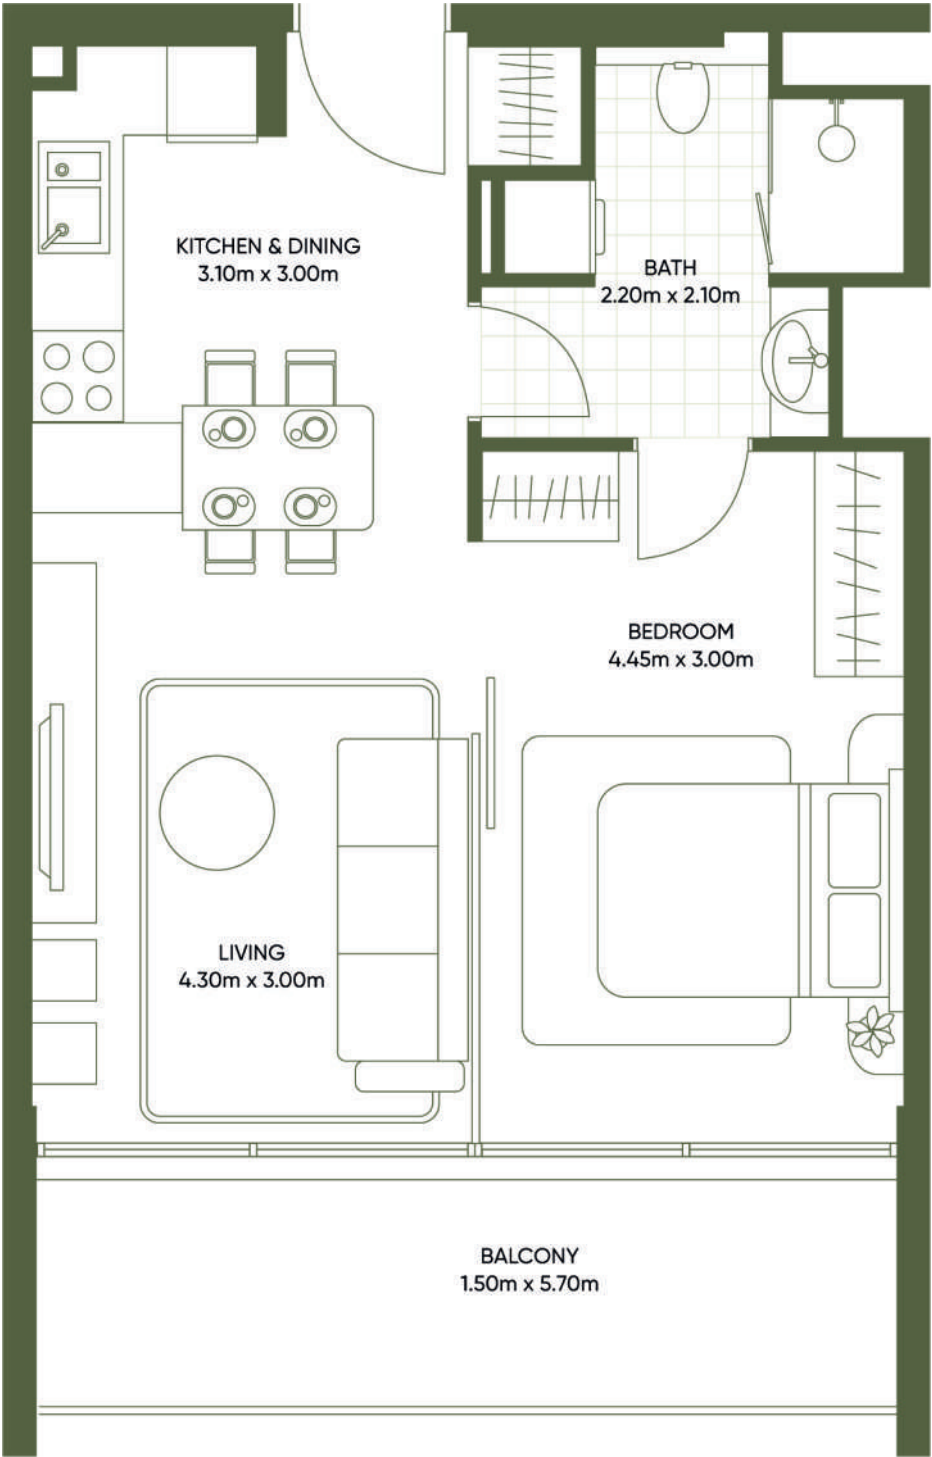 KITCHEN & DINING
3.10m x 3.00m
BATH
2.20m x 2.10m
BEDROOM
4.45m x 3.00m
LIVING
4.30m x 3.00m
BALCONY
1.50m x 5.70m